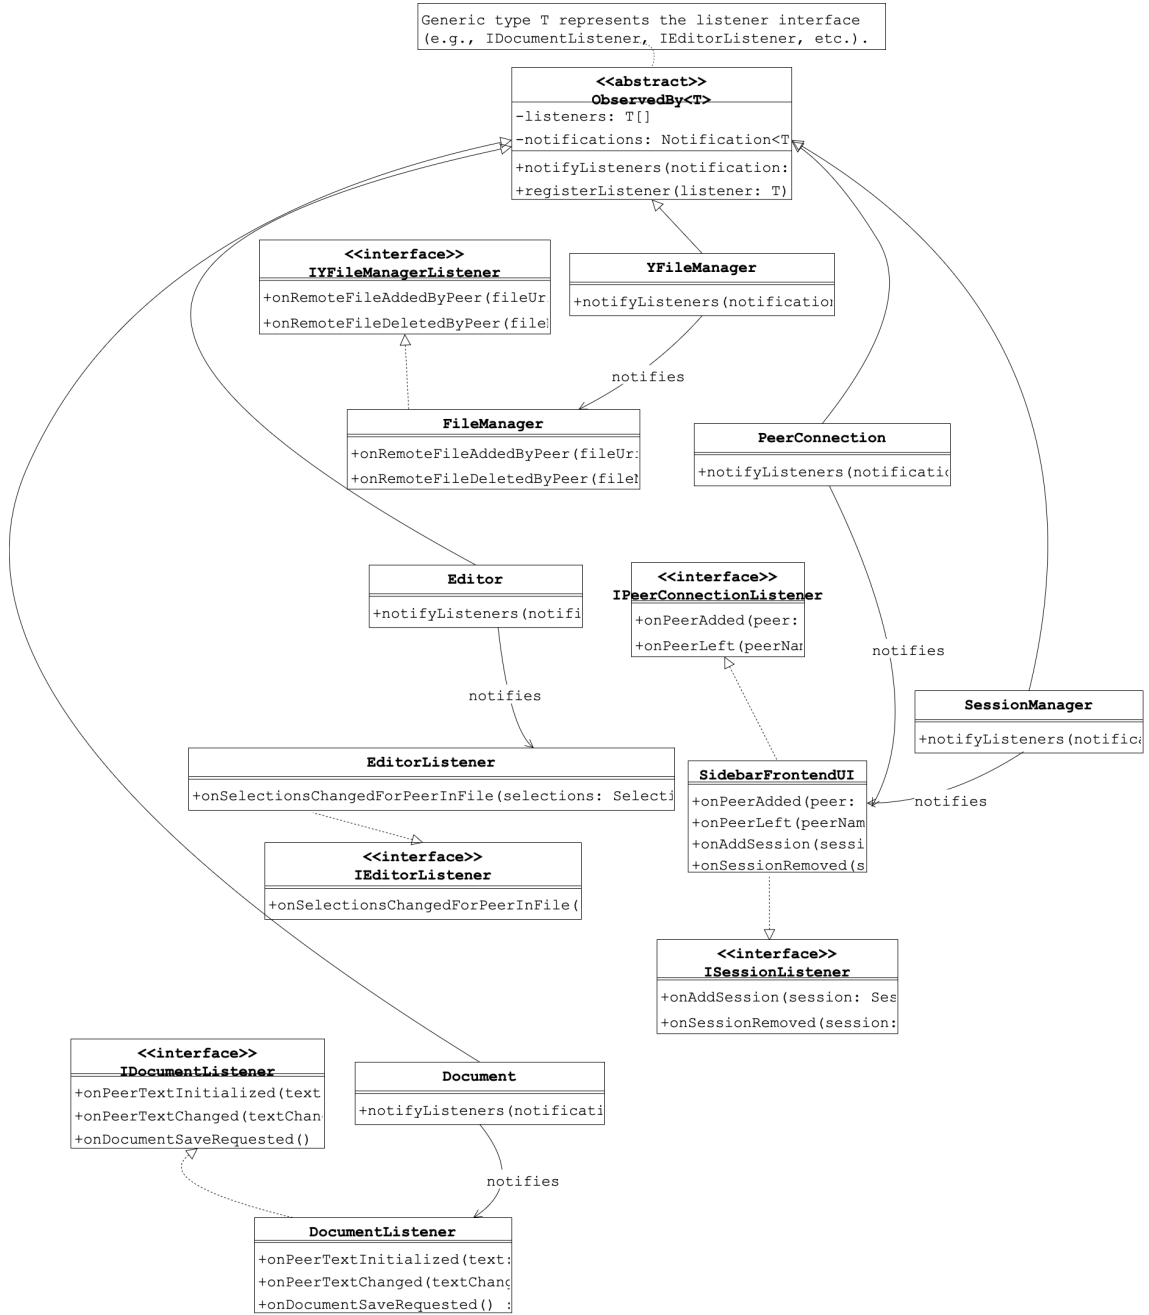 Generic type T represents the listener interface
(e.g., IDocumentListener, IEditorListener, etc.).
<<abstract>>
ObservedBy<T>
-listeners: T[]
-notifications: Notification<T
+notifyListeners(notification:
+registerListener(listener: T)
<<interface>>
IYFileManagerListener
+onRemoteFileAddedByPeer(fileUr
+onRemoteFileDeletedByPeer(file
YFileManager
+notifyListeners(notification
notifies
FileManager
+onRemoteFileAddedByPeer(fileUr
+onRemoteFileDeletedByPeer(file
PeerConnection
+notifyListeners(notificatio
Editor
+notifyListeners(notifi
<<interface>>
IPeerConnectionListener
+onPeerAdded(peer:
+onPeerLeft(peerNa
notifies
notifies
SessionManager
+notifyListeners(notific
EditorListener
+onSelectionsChangedForPeerInFile(selections: Selecti
SidebarFrontendUI
+onPeerAdded(peer:
+onPeerLeft(peerNam
+onAddSession(sessi
+onSessionRemoved(s
notifies
<<interface>>
IEditorListener
+onSelectionsChangedForPeerInFile(
<<interface>>
ISessionListener
+onAddSession(session: Ses
+onSessionRemoved(session:
<<interface>>
IDocumentListener
+onPeerTextInitialized(text
+onPeerTextChanged(textChan
+onDocumentSaveRequested()
Document
+notifyListeners(notificati
notifies
DocumentListener
+onPeerTextInitialized(text:
+onPeerTextChanged(textChang
+onDocumentSaveRequested() :